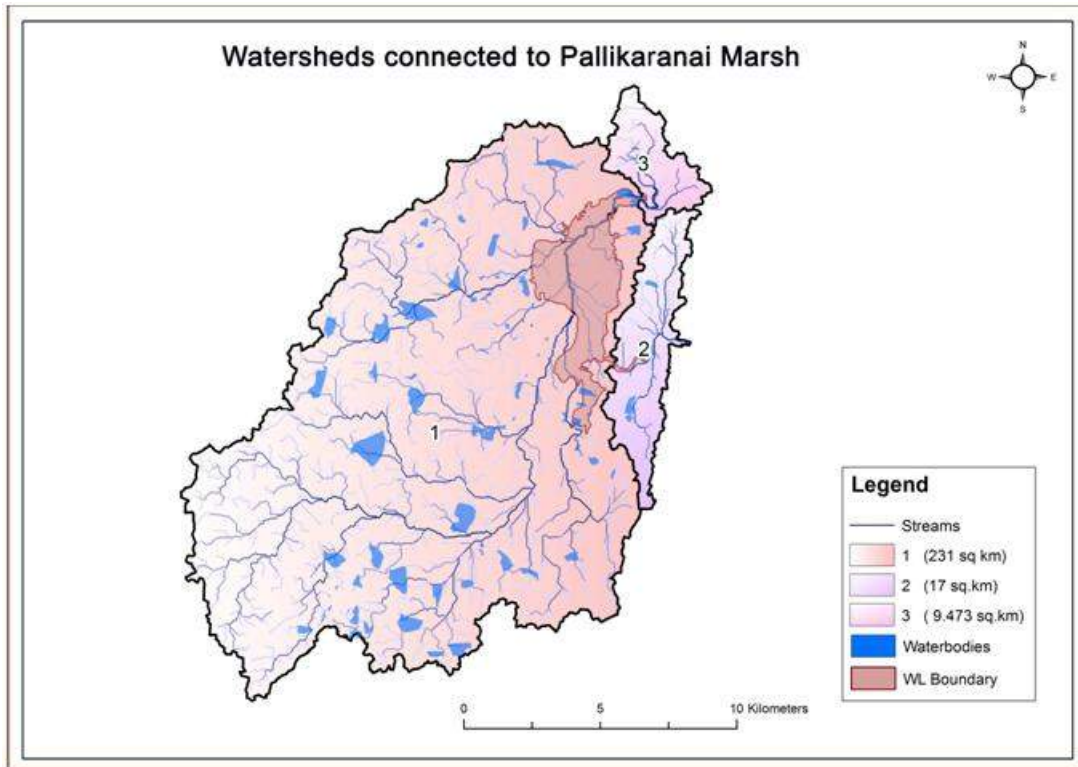 Watersheds connected to Pallikaranai Marsh
N
W E
S
3
2
1
Legend
Streams
1 (231 sq km)
2 (17 sq.km)
3 ( 9.473 sq.km)
Waterbodies
WL Boundary
0 5 10 Kilometers